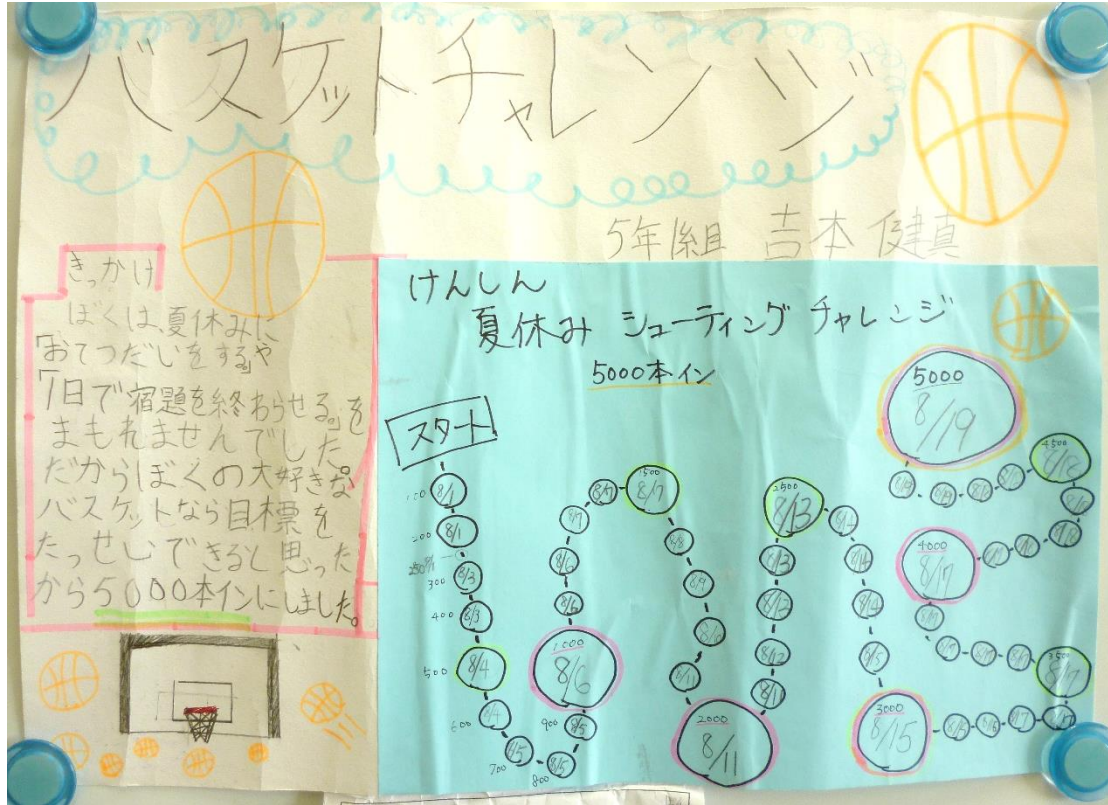 バスケットチャレンジ
5年1組 吉本健真
きっかけ
ぼくは、夏休みに
「おてつだいをする」や
「1日で宿題を終わらせる。」を
まもれませんでした。
だからぼくの大好きな
バスケットなら目標を
たっせいできると思った
から5000本インにしました。
けんしん
夏休み シューティング チャレンジ
5000本イン
スタート
100 8/1
200 8/1
300 8/3
400 8/3
500 8/4
600 8/4
700 8/5
800 8/5
900 8/5
1000
8/6
8/6
8/6
8/7
8/7
1500
8/7
8/8
8/9
8/10
8/11
2000
8/11
8/12
8/12
8/13
2500
8/13
8/14
8/14
8/14
8/15
3000
8/15
8/17
3500
8/17
4000
8/17
8/18
4500
8/18
5000
8/19